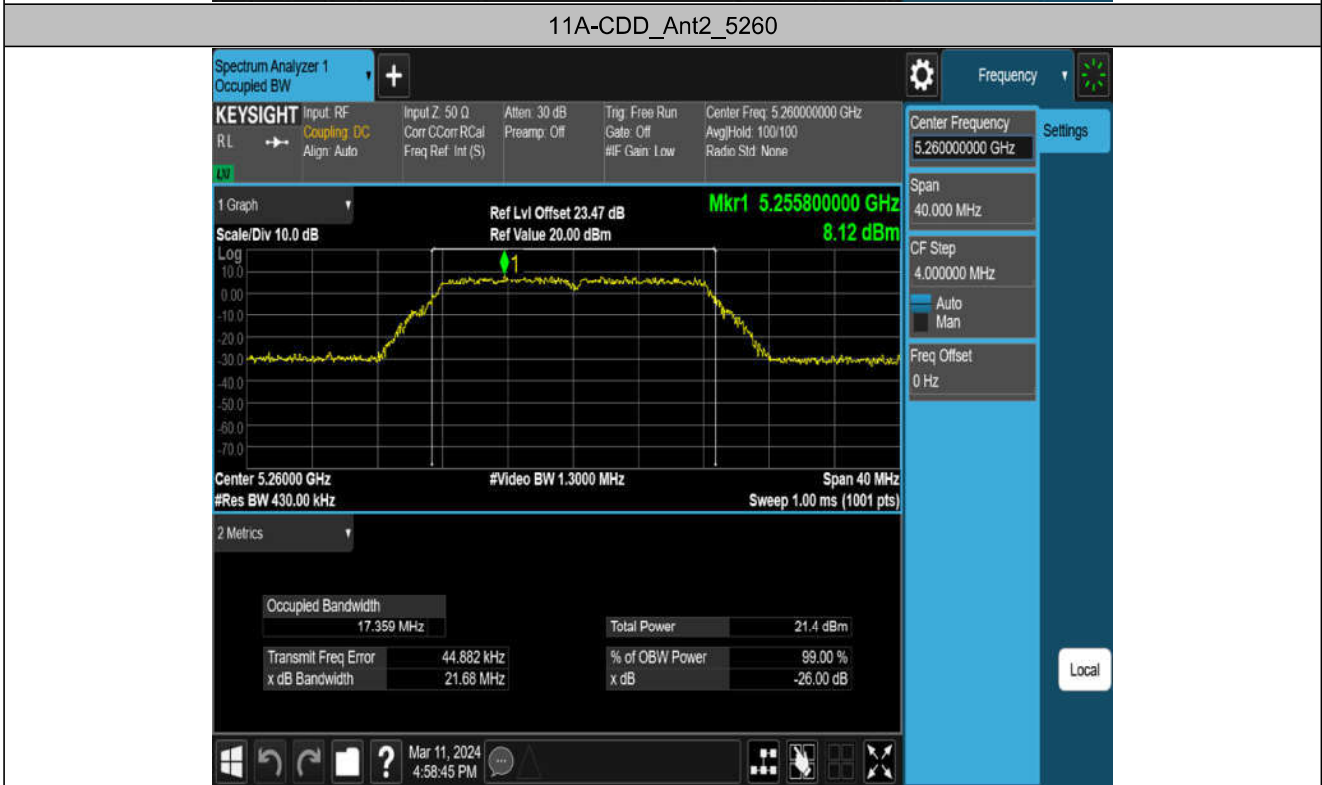 11A-CDD_Ant2_5260
Spectrum Analyzer 1
Occupied BW
Frequency
KEYSIGHT
RL
Input: RF
Coupling: DC
Align: Auto
Input Z: 50 Ω
Corr CCorr RCal
Freq Ref: Int (S)
Atten: 30 dB
Preamp: Off
Trig: Free Run
Gate: Off
#IF Gain: Low
Center Freq: 5.260000000 GHz
Avg|Hold: 100/100
Radio Std: None
Center Frequency
5.260000000 GHz
Settings
Span
40.000 MHz
CF Step
4.000000 MHz
Auto
Man
Freq Offset
0 Hz
Local
1 Graph
Scale/Div 10.0 dB
Ref Lvl Offset 23.47 dB
Ref Value 20.00 dBm
Mkr1 5.255800000 GHz
8.12 dBm
Log
10.0
0.00
-10.0
-20.0
-30.0
-40.0
-50.0
-60.0
-70.0
1
Center 5.26000 GHz
#Res BW 430.00 kHz
#Video BW 1.3000 MHz
Span 40 MHz
Sweep 1.00 ms (1001 pts)
2 Metrics
Occupied Bandwidth
17.359 MHz
Total Power 21.4 dBm
Transmit Freq Error 44.882 kHz
% of OBW Power 99.00 %
x dB Bandwidth 21.68 MHz
x dB -26.00 dB
?
Mar 11, 2024
4:58:45 PM